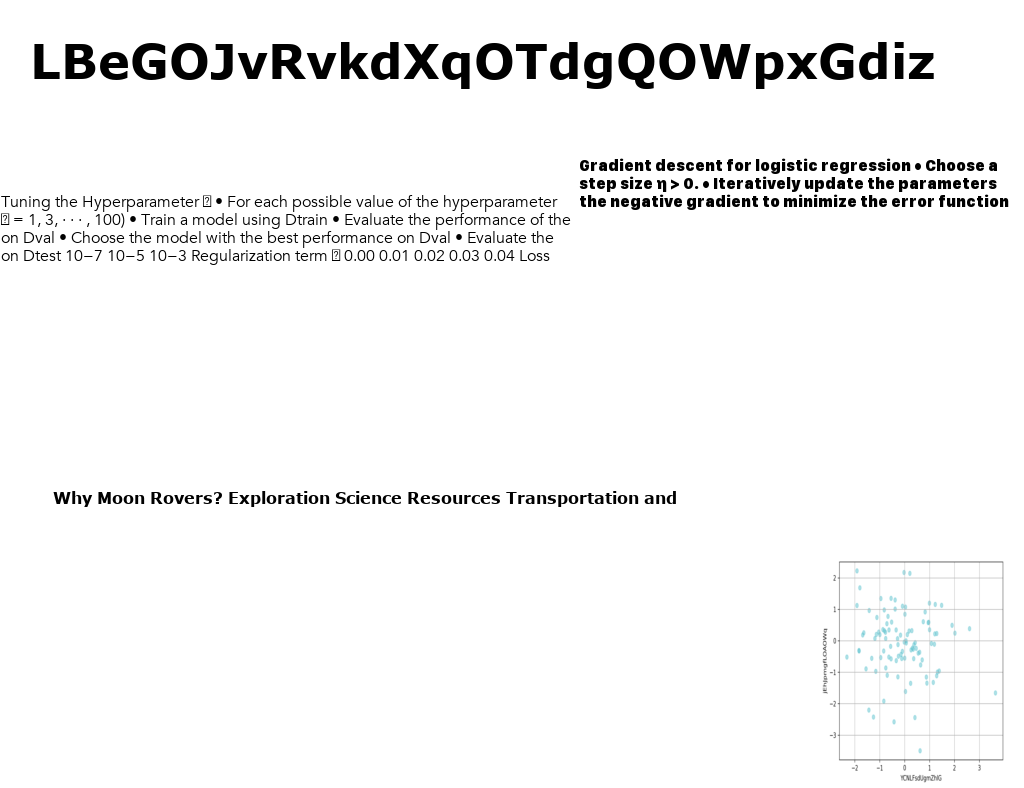 LBeGOJvRvkdXqOTdgQOWpxGdiz
Gradient descent for logistic regression • Choose a
step size η > 0. • Iteratively update the parameters
the negative gradient to minimize the error function
Tuning the Hyperparameter • For each possible value of the hyperparameter
= 1, 3, · · · , 100) • Train a model using Dtrain • Evaluate the performance of the
on Dval • Choose the model with the best performance on Dval • Evaluate the
on Dtest 10−7 10−5 10−3 Regularization term 0.00 0.01 0.02 0.03 0.04 Loss
Why Moon Rovers? Exploration Science Resources Transportation and
2
1
0
−1
−2
−3
−2 −1 0 1 2 3
YCNLFsdUgmZhlG